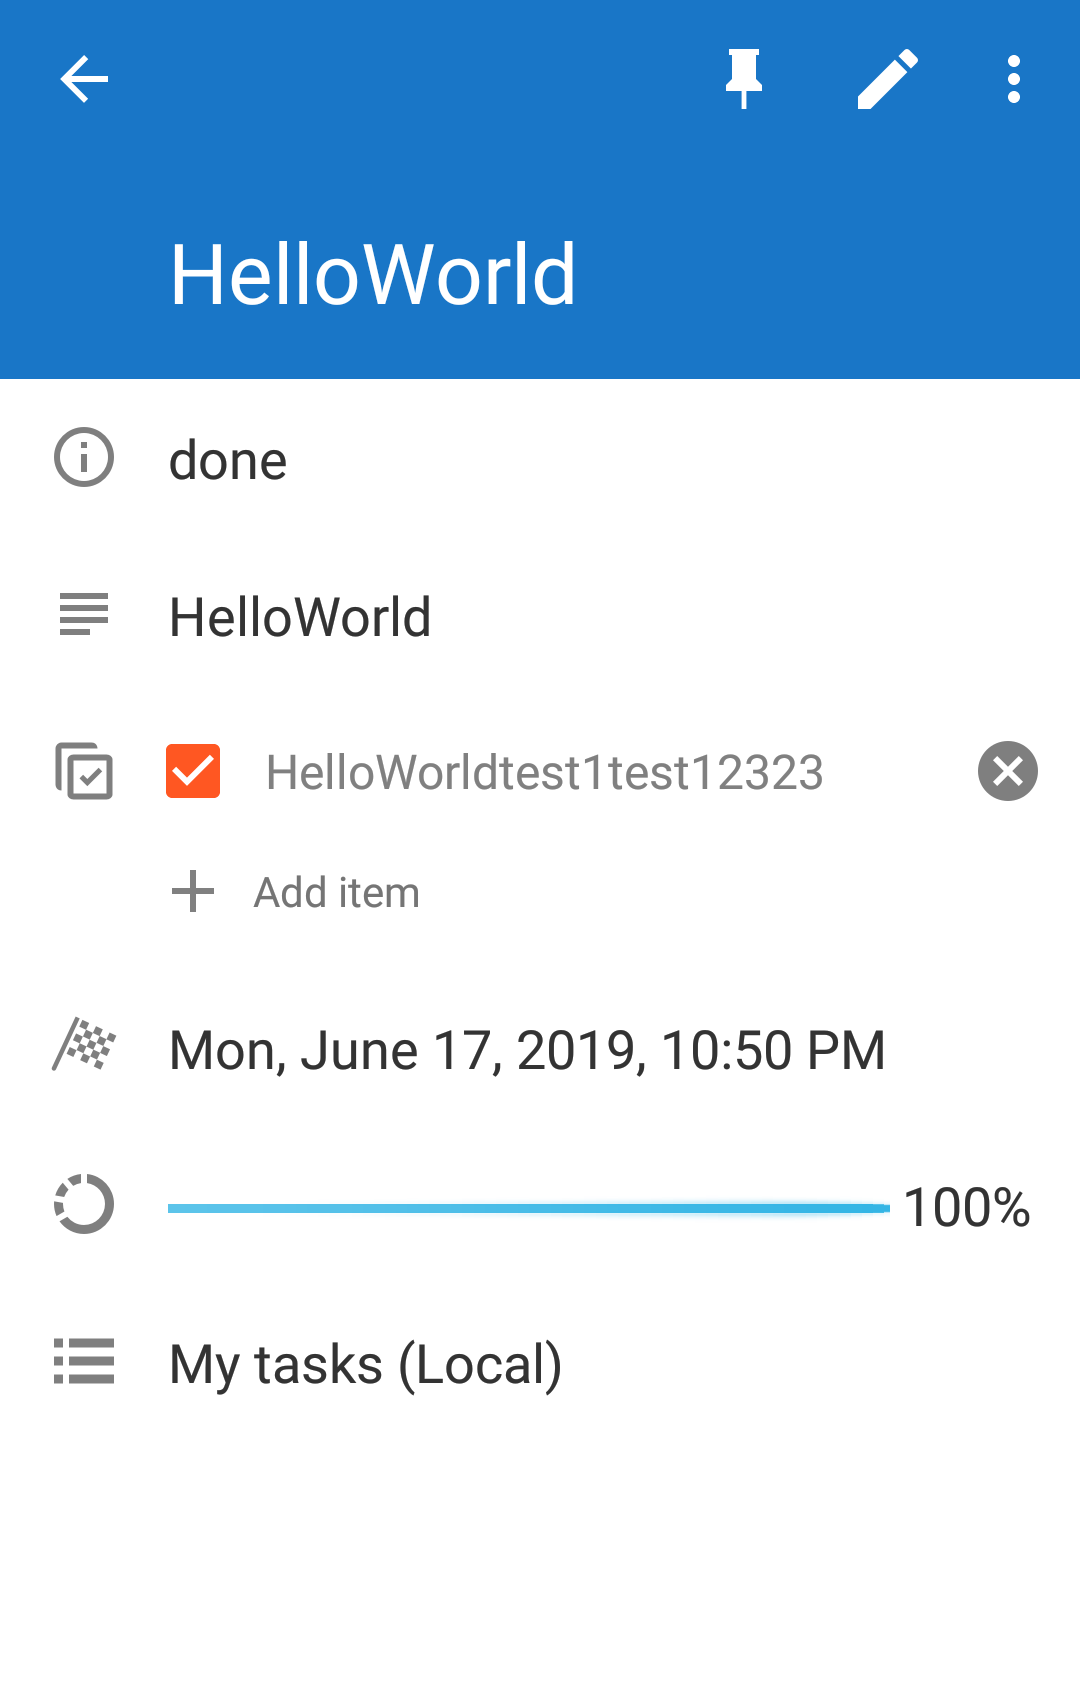 HelloWorld
done
HelloWorld
HelloWorldtest1test12323
Add item
Mon, June 17, 2019, 10:50 PM
100%
My tasks (Local)